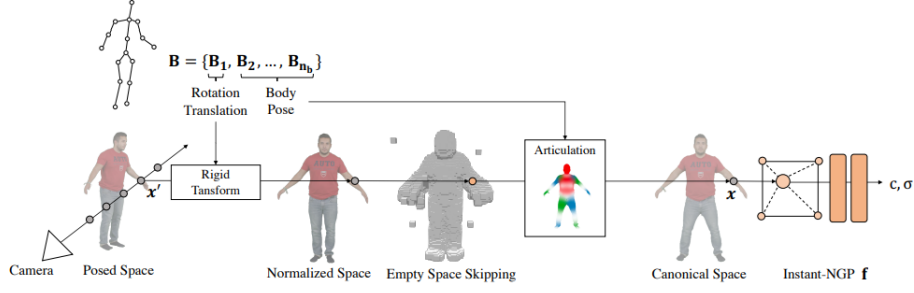 B = {B₁, B₂, ..., Bₙᵦ}
Rotation
Translation
Body
Pose
Rigid
Tansform
Articulation
x′
x
c, σ
Camera
Posed Space
Normalized Space
Empty Space Skipping
Canonical Space
Instant-NGP f